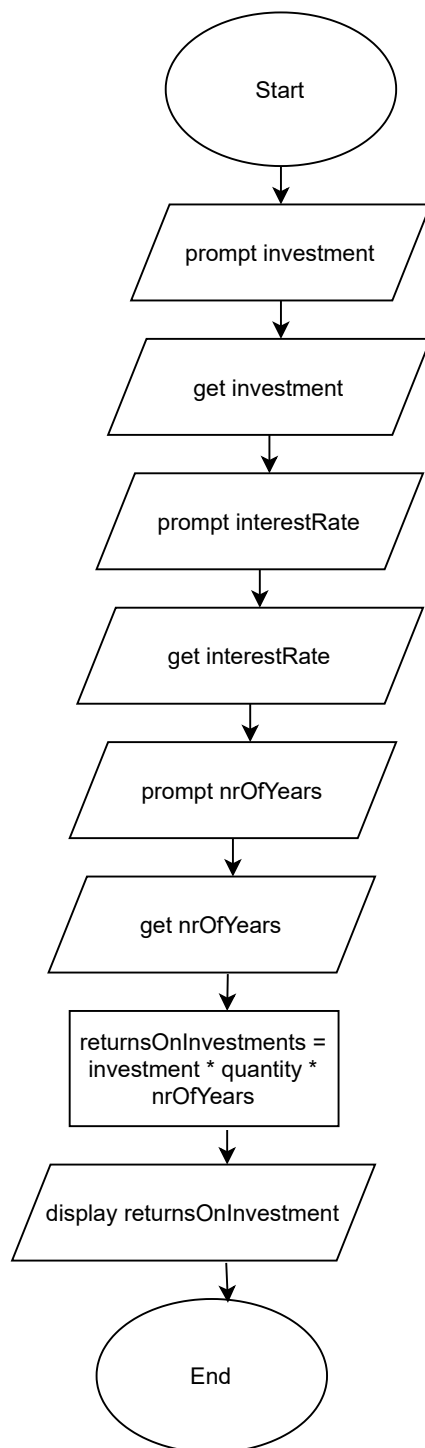 Start
prompt investment
get investment
prompt interestRate
get interestRate
prompt nrOfYears
get nrOfYears
returnsOnInvestments =
investment * quantity *
nrOfYears
display returnsOnInvestment
End